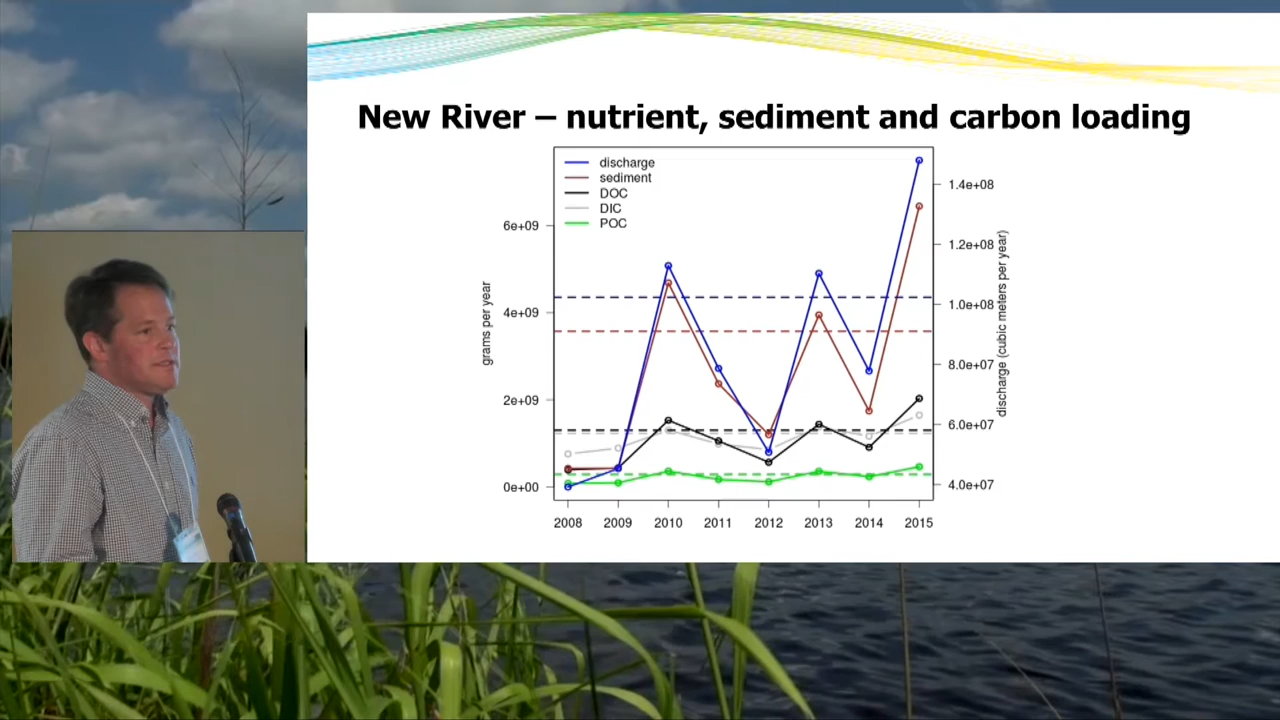 New River – nutrient, sediment and carbon loading
discharge
sediment
DOC
DIC
POC
grams per year
6e+09
4e+09
2e+09
0e+00
1.4e+08
1.2e+08
1.0e+08
8.0e+07
6.0e+07
4.0e+07
discharge (cubic meters per year)
2008 2009 2010 2011 2012 2013 2014 2015